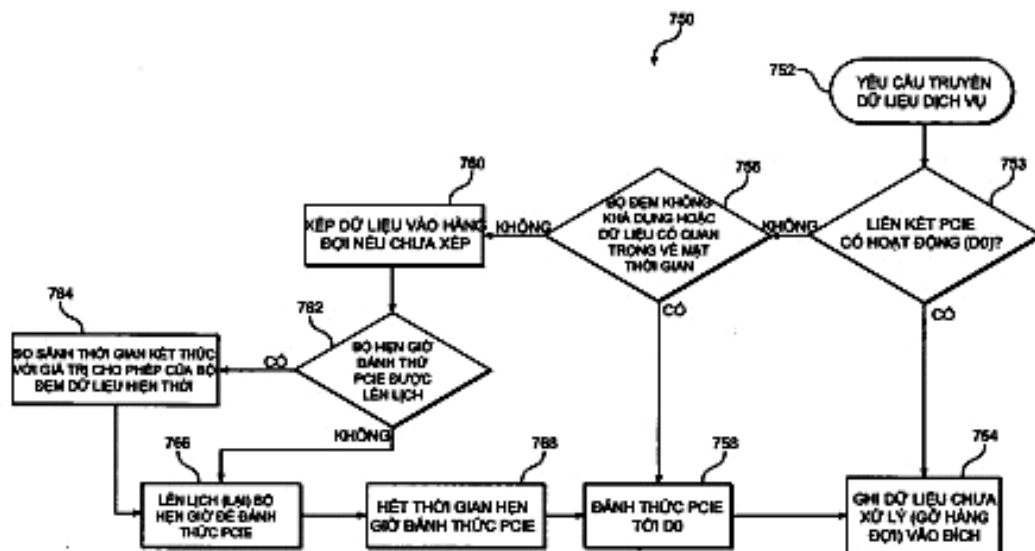 750
752
YÊU CẦU TRUYỀN
DỮ LIỆU DỊCH VỤ
753
LIÊN KẾT PCIE
CÓ HOẠT ĐỘNG (D0)?
KHÔNG
CÓ
756
BỘ ĐỆM KHÔNG
KHẢ DỤNG HOẶC
DỮ LIỆU CÓ QUAN
TRỌNG VỀ MẶT
THỜI GIAN
KHÔNG
CÓ
760
XẾP DỮ LIỆU VÀO HÀNG
ĐỢI NẾU CHƯA XẾP
762
BỘ HẸN GIỜ
ĐÁNH THỨ
PCIE ĐƯỢC
LÊN LỊCH
CÓ
KHÔNG
764
SO SÁNH THỜI GIAN KẾT THÚC
VỚI GIÁ TRỊ CHO PHÉP CỦA BỘ
ĐỆM DỮ LIỆU HIỆN THỜI
766
LÊN LỊCH (LẠI) BỘ
HẸN GIỜ ĐỂ ĐÁNH
THỨC PCIE
768
HẾT THỜI GIAN HẸN
GIỜ ĐÁNH THỨC PCIE
758
ĐÁNH THỨC PCIE
TỚI D0
754
GHI DỮ LIỆU CHƯA
XỬ LÝ (GỠ HÀNG
ĐỢI) VÀO ĐÍCH